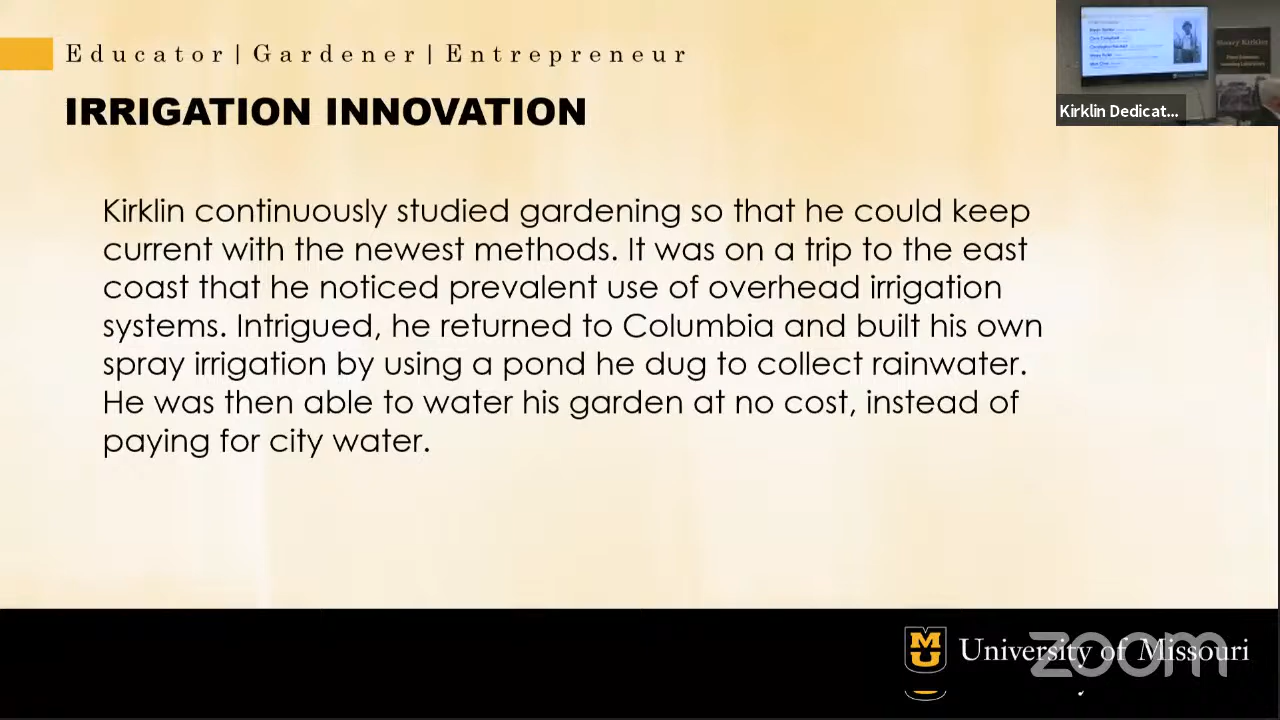 Educator | Gardener | Entrepreneur
IRRIGATION INNOVATION
Kirklin continuously studied gardening so that he could keep
current with the newest methods. It was on a trip to the east
coast that he noticed prevalent use of overhead irrigation
systems. Intrigued, he returned to Columbia and built his own
spray irrigation by using a pond he dug to collect rainwater.
He was then able to water his garden at no cost, instead of
paying for city water.
Henry Kirklin
Kirklin Dedicat...
MU
University of Missouri
zoom